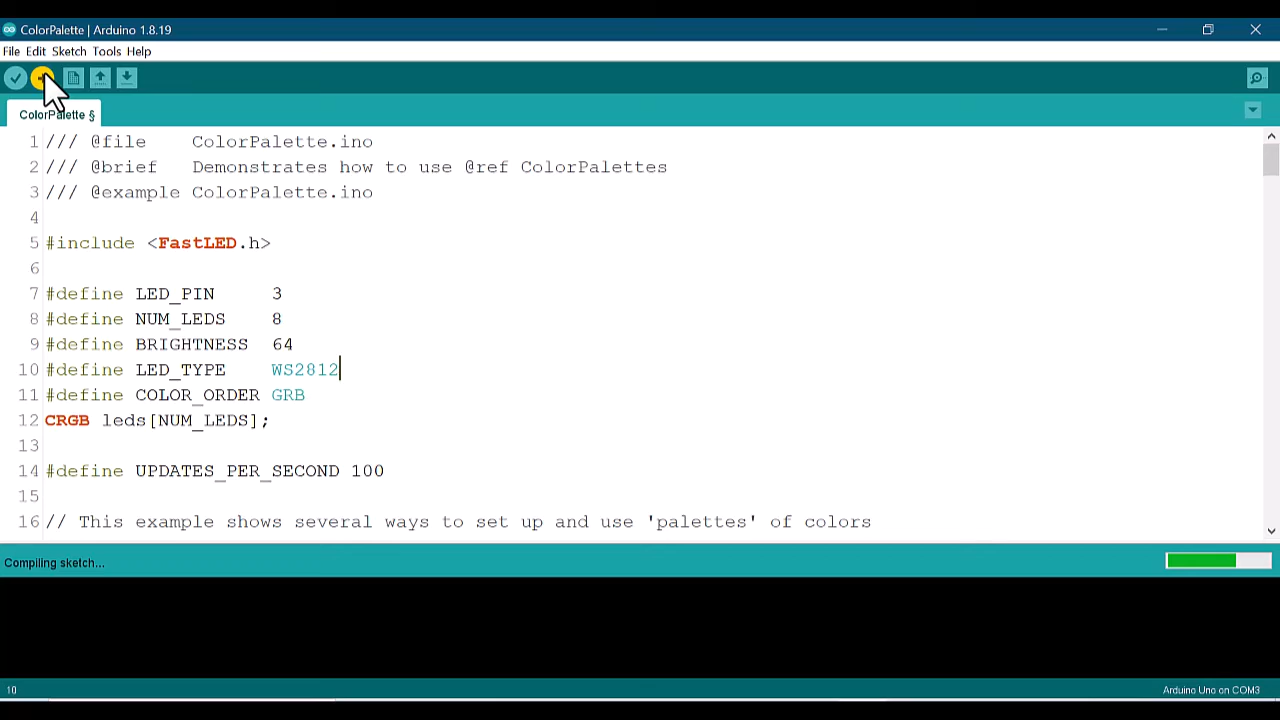 ColorPalette | Arduino 1.8.19
File Edit Sketch Tools Help
ColorPalette §
1 /// @file    ColorPalette.ino
2 /// @brief   Demonstrates how to use @ref ColorPalettes
3 /// @example ColorPalette.ino
4
5 #include <FastLED.h>
6
7 #define LED_PIN     3
8 #define NUM_LEDS    8
9 #define BRIGHTNESS  64
10 #define LED_TYPE    WS2812
11 #define COLOR_ORDER GRB
12 CRGB leds[NUM_LEDS];
13
14 #define UPDATES_PER_SECOND 100
15
16 // This example shows several ways to set up and use 'palettes' of colors
Compiling sketch...
10
Arduino Uno on COM3